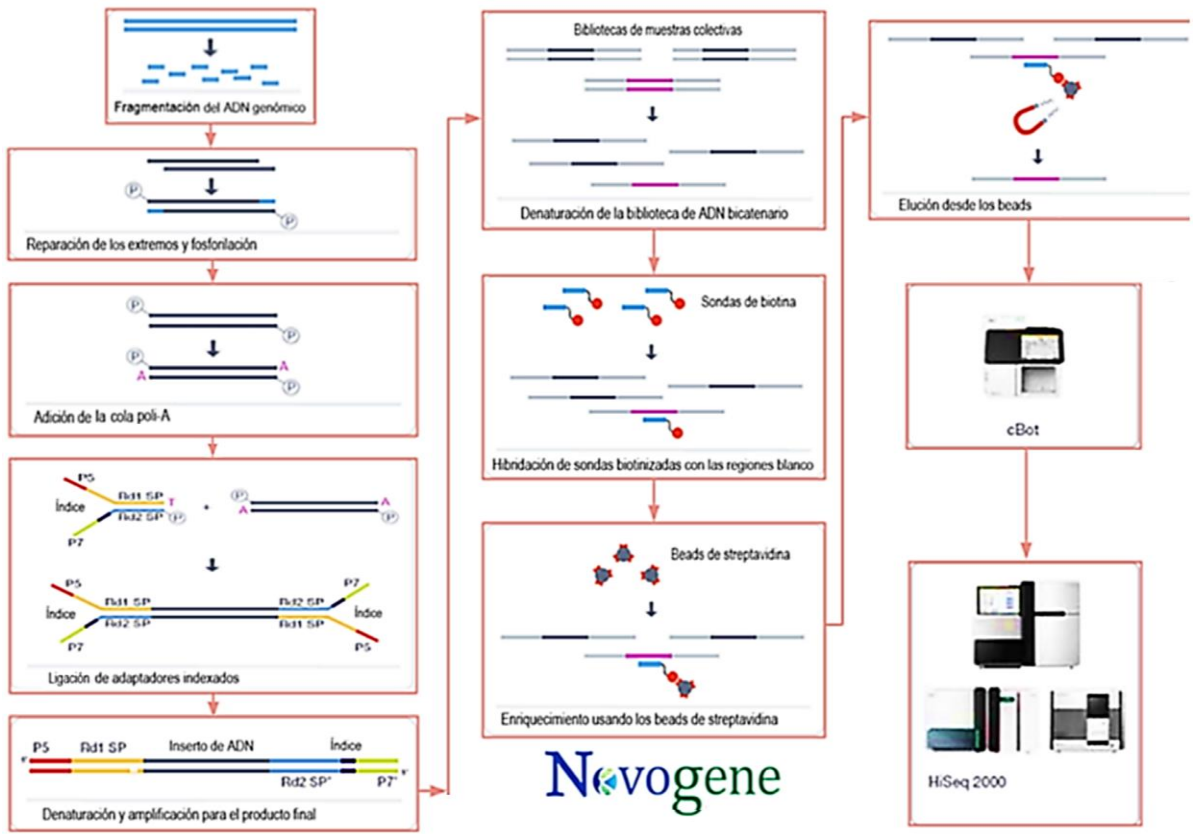 Fragmentación del ADN genómico
P
P
Reparación de los extremos y fosforilación
P
P
P
A
A
P
Adición de la cola poli-A
P5
Rd1 SP
T
Índice
Rd2 SP
P
P7
+
P
A
A
P
P5
P7
Rd1 SP
Rd2 SP
Índice
Índice
Rd2 SP
Rd1 SP
P7
P5
Ligación de adaptadores indexados
P5
Rd1 SP
Inserto de ADN
Índice
Rd2 SP'
P7'
Denaturación y amplificación para el producto final
Bibliotecas de muestras colectivas
Denaturación de la biblioteca de ADN bicatenario
Sondas de biotina
Hibridación de sondas biotinizadas con las regiones blanco
Beads de streptavidina
Enriquecimiento usando los beads de streptavidina
Novogene
Elución desde los beads
cBot
HiSeq 2000